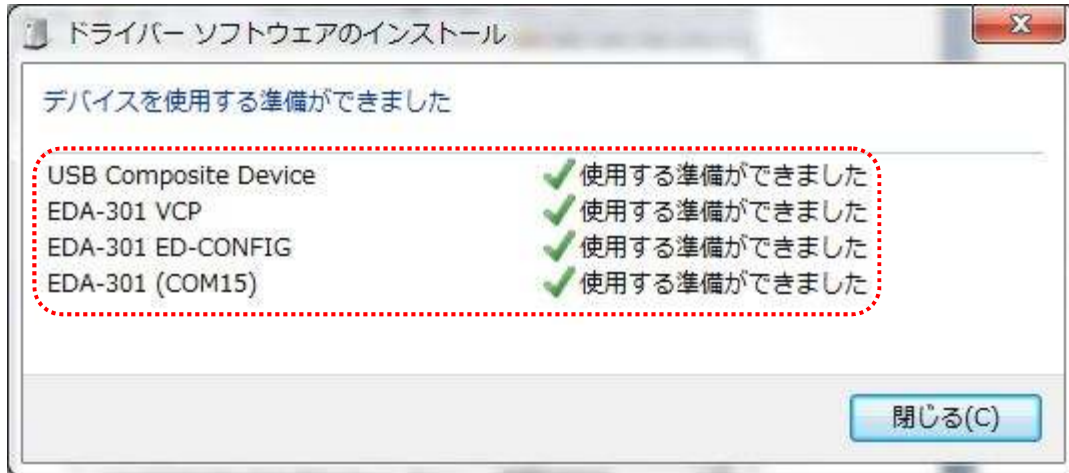 ドライバー ソフトウェアのインストール
デバイスを使用する準備ができました
USB Composite Device 使用する準備ができました
EDA-301 VCP 使用する準備ができました
EDA-301 ED-CONFIG 使用する準備ができました
EDA-301 (COM15) 使用する準備ができました
閉じる(C)